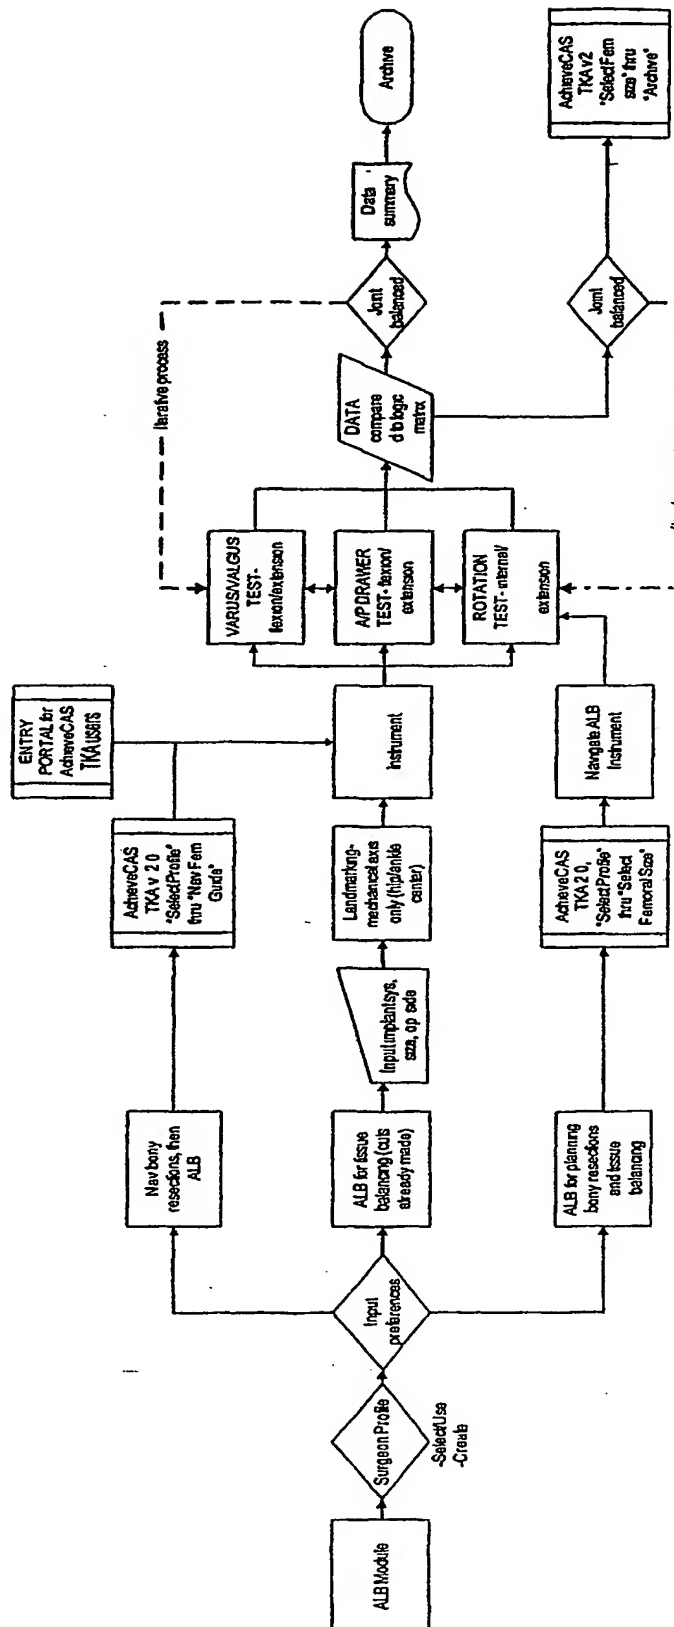 ALB Module
Surgeon Profile
-Select/Use
-Create
Input
preferences
Nav bony
resections, then
ALB
AchieveCAS
TKA v 2.0
"Select Profile"
thru "Nav Fem
Guide"
ENTRY
PORTAL for
AchieveCAS
TKA users
ALB for tissue
balancing (cuts
already made)
Input implant sys,
size, op side
Landmarking-
mechanical axis
only (hip/ankle
center)
Instrument
ALB for planning
bony resections
and tissue
balancing
AchieveCAS
TKA 2.0,
"Select Profile"
thru "Select
Femoral Size"
Navigate ALB
Instrument
VARUS/VALGUS
TEST-
flexion/extension
A/P DRAWER
TEST- flexion/
extension
ROTATION
TEST- internal/
extension
Iterative process
DATA
compare
d to logic
matrix
Joint
balanced
Data
summary
Archive
Joint
balanced
AchieveCAS
TKA v2
"Select Fem
size" thru
"Archive"